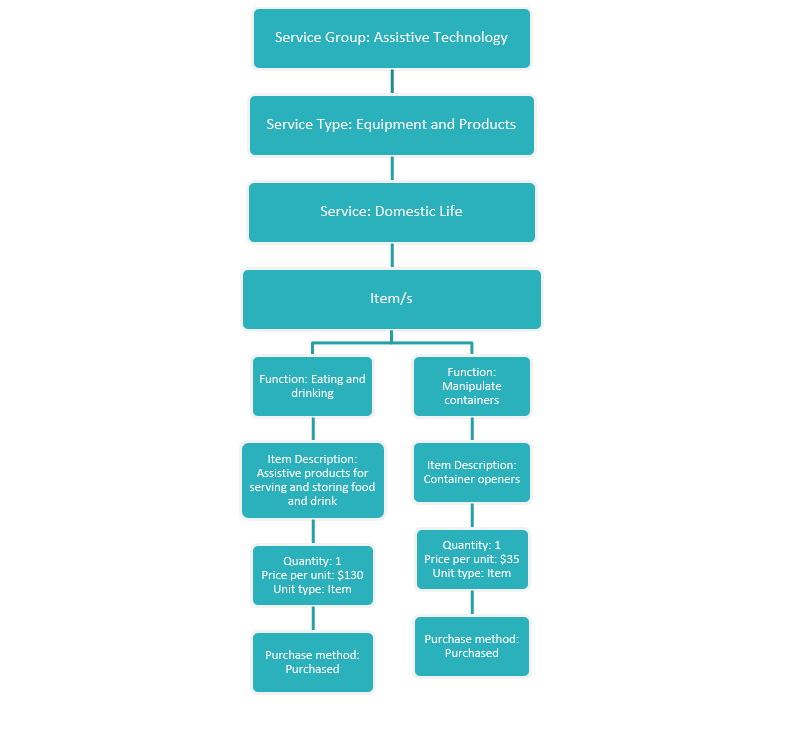 Service Group: Assistive Technology
Service Type: Equipment and Products
Service: Domestic Life
Item/s
Function: Eating and
drinking
Item Description:
Assistive products for
serving and storing food
and drink
Quantity: 1
Price per unit: $130
Unit type: Item
Purchase method:
Purchased
Function:
Manipulate
containers
Item Description:
Container openers
Quantity: 1
Price per unit: $35
Unit type: Item
Purchase method:
Purchased